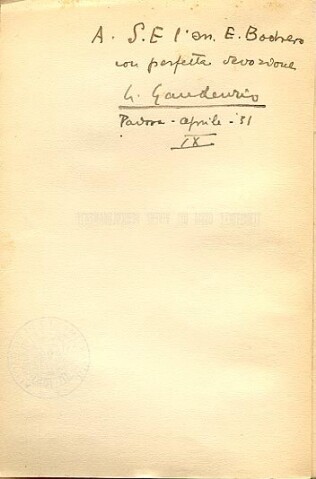 A. S.E l'on. E. Bodrero
con perfetta devozione
G. Gaudenzio
Padova - aprile - '31
IX